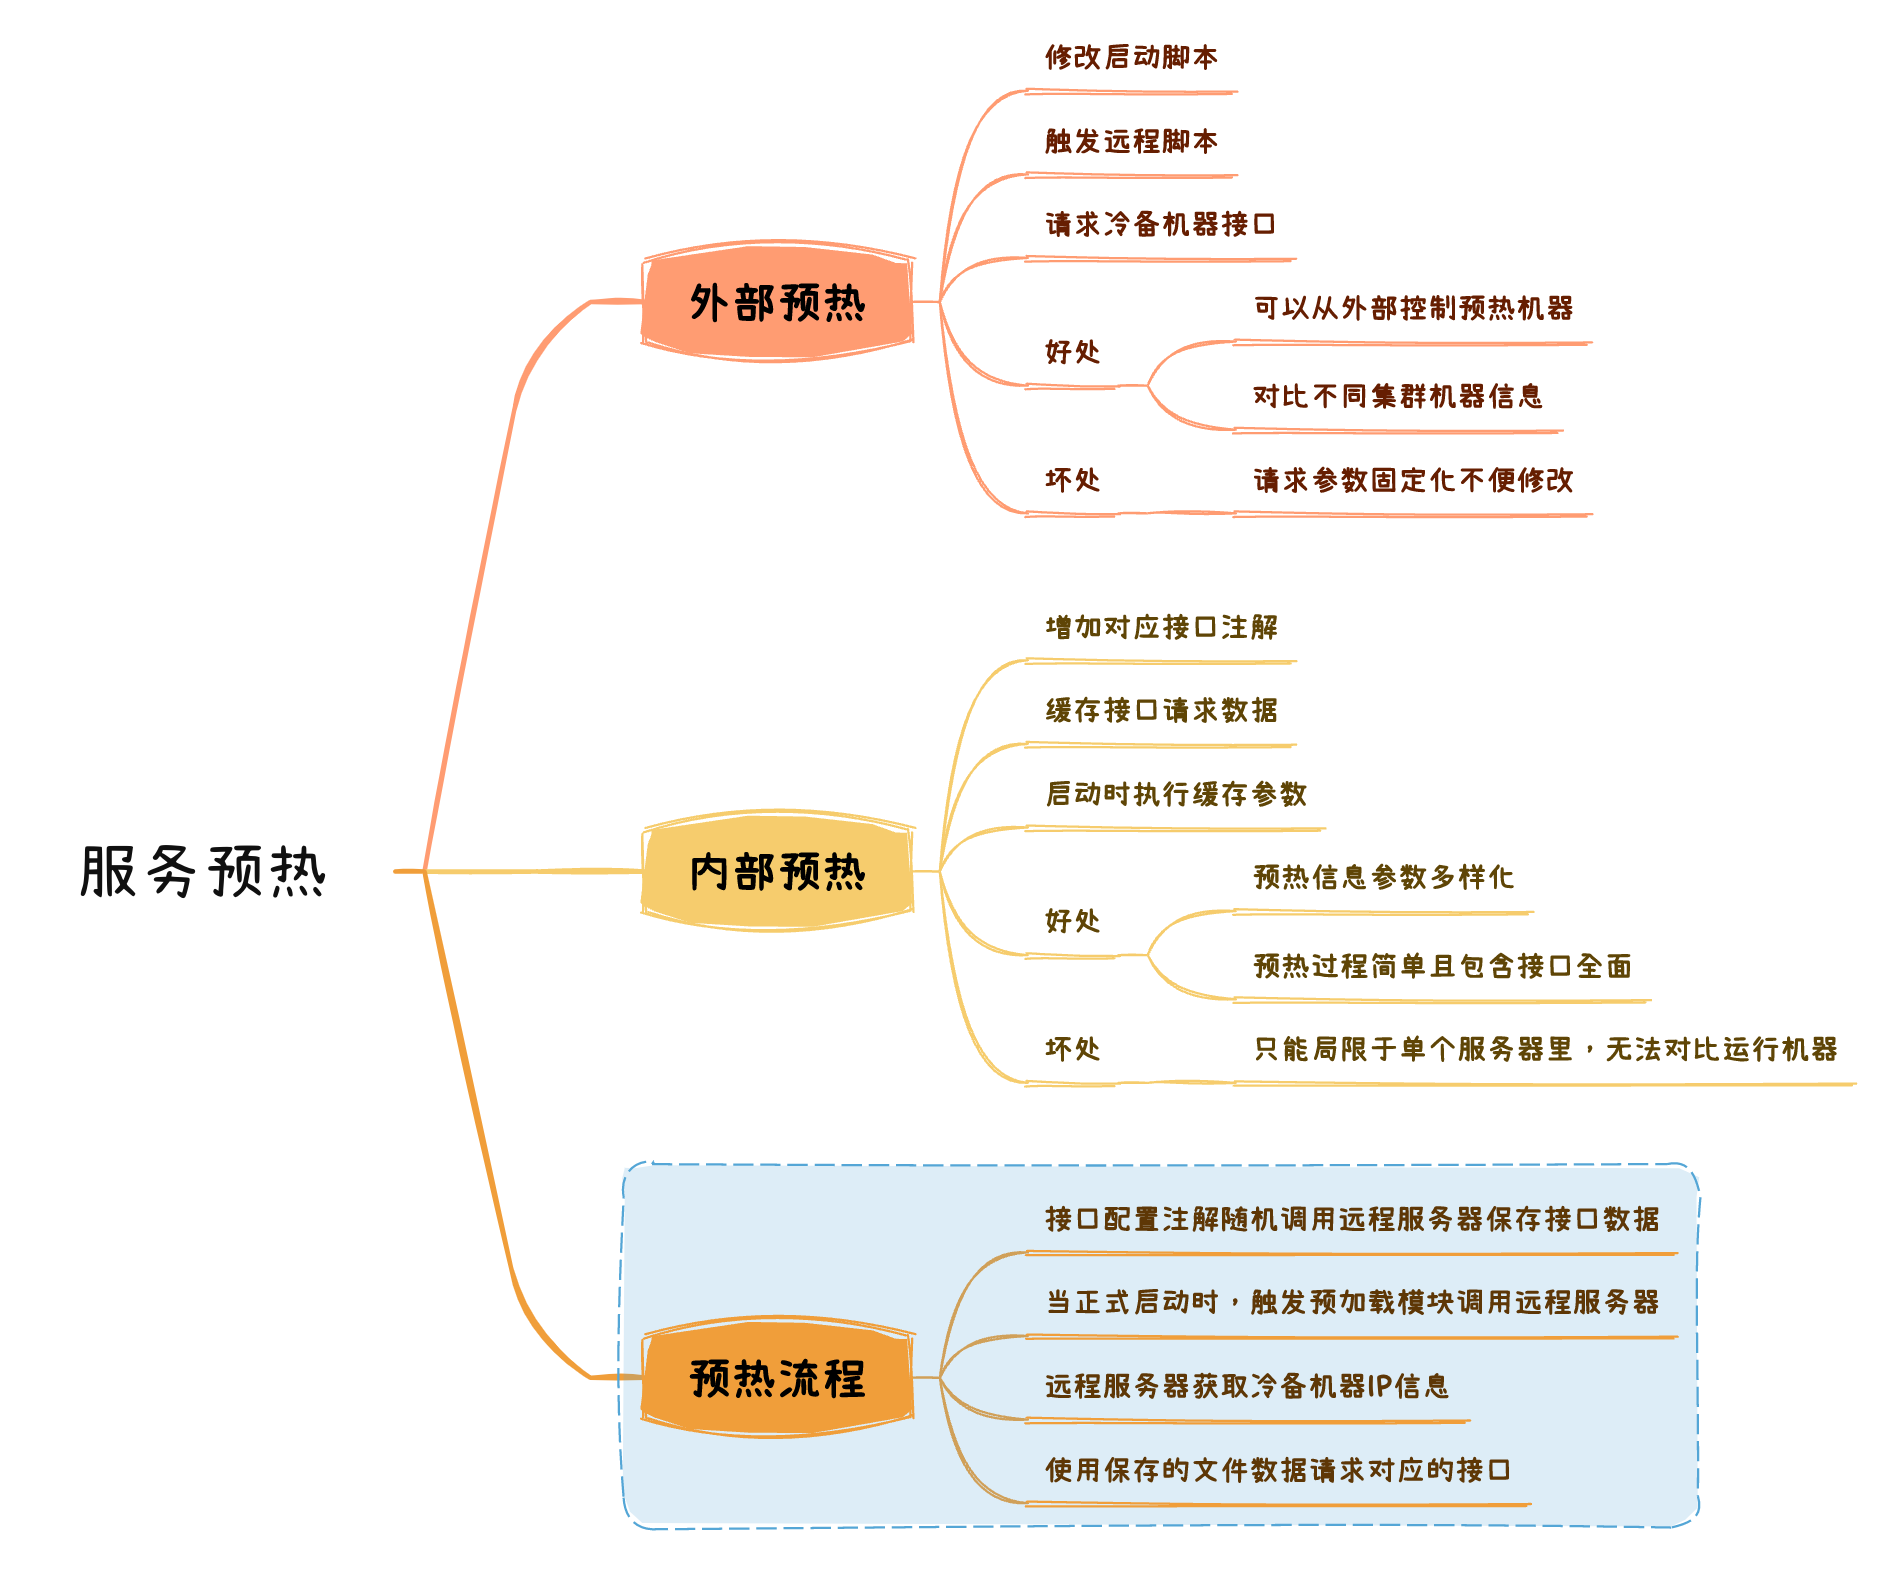 服务预热
外部预热
修改启动脚本
触发远程脚本
请求冷备机器接口
好处
可以从外部控制预热机器
对比不同集群机器信息
坏处
请求参数固定化不便修改
内部预热
增加对应接口注解
缓存接口请求数据
启动时执行缓存参数
好处
预热信息参数多样化
预热过程简单且包含接口全面
坏处
只能局限于单个服务器里，无法对比运行机器
预热流程
接口配置注解随机调用远程服务器保存接口数据
当正式启动时，触发预加载模块调用远程服务器
远程服务器获取冷备机器IP信息
使用保存的文件数据请求对应的接口